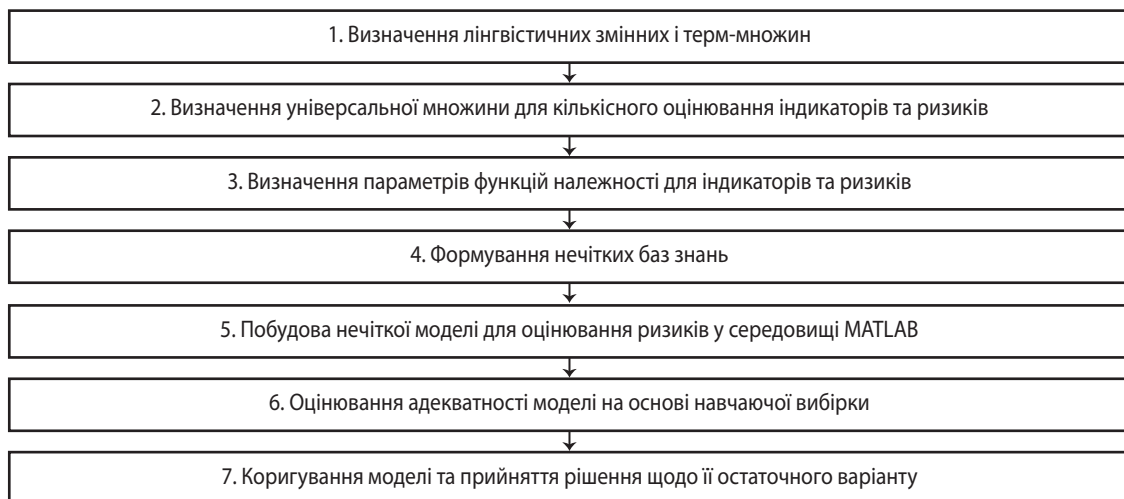 1. Визначення лінгвістичних змінних і терм-множин
2. Визначення універсальної множини для кількісного оцінювання індикаторів та ризиків
3. Визначення параметрів функцій належності для індикаторів та ризиків
4. Формування нечітких баз знань
5. Побудова нечіткої моделі для оцінювання ризиків у середовищі MATLAB
6. Оцінювання адекватності моделі на основі навчаючої вибірки
7. Коригування моделі та прийняття рішення щодо її остаточного варіанту